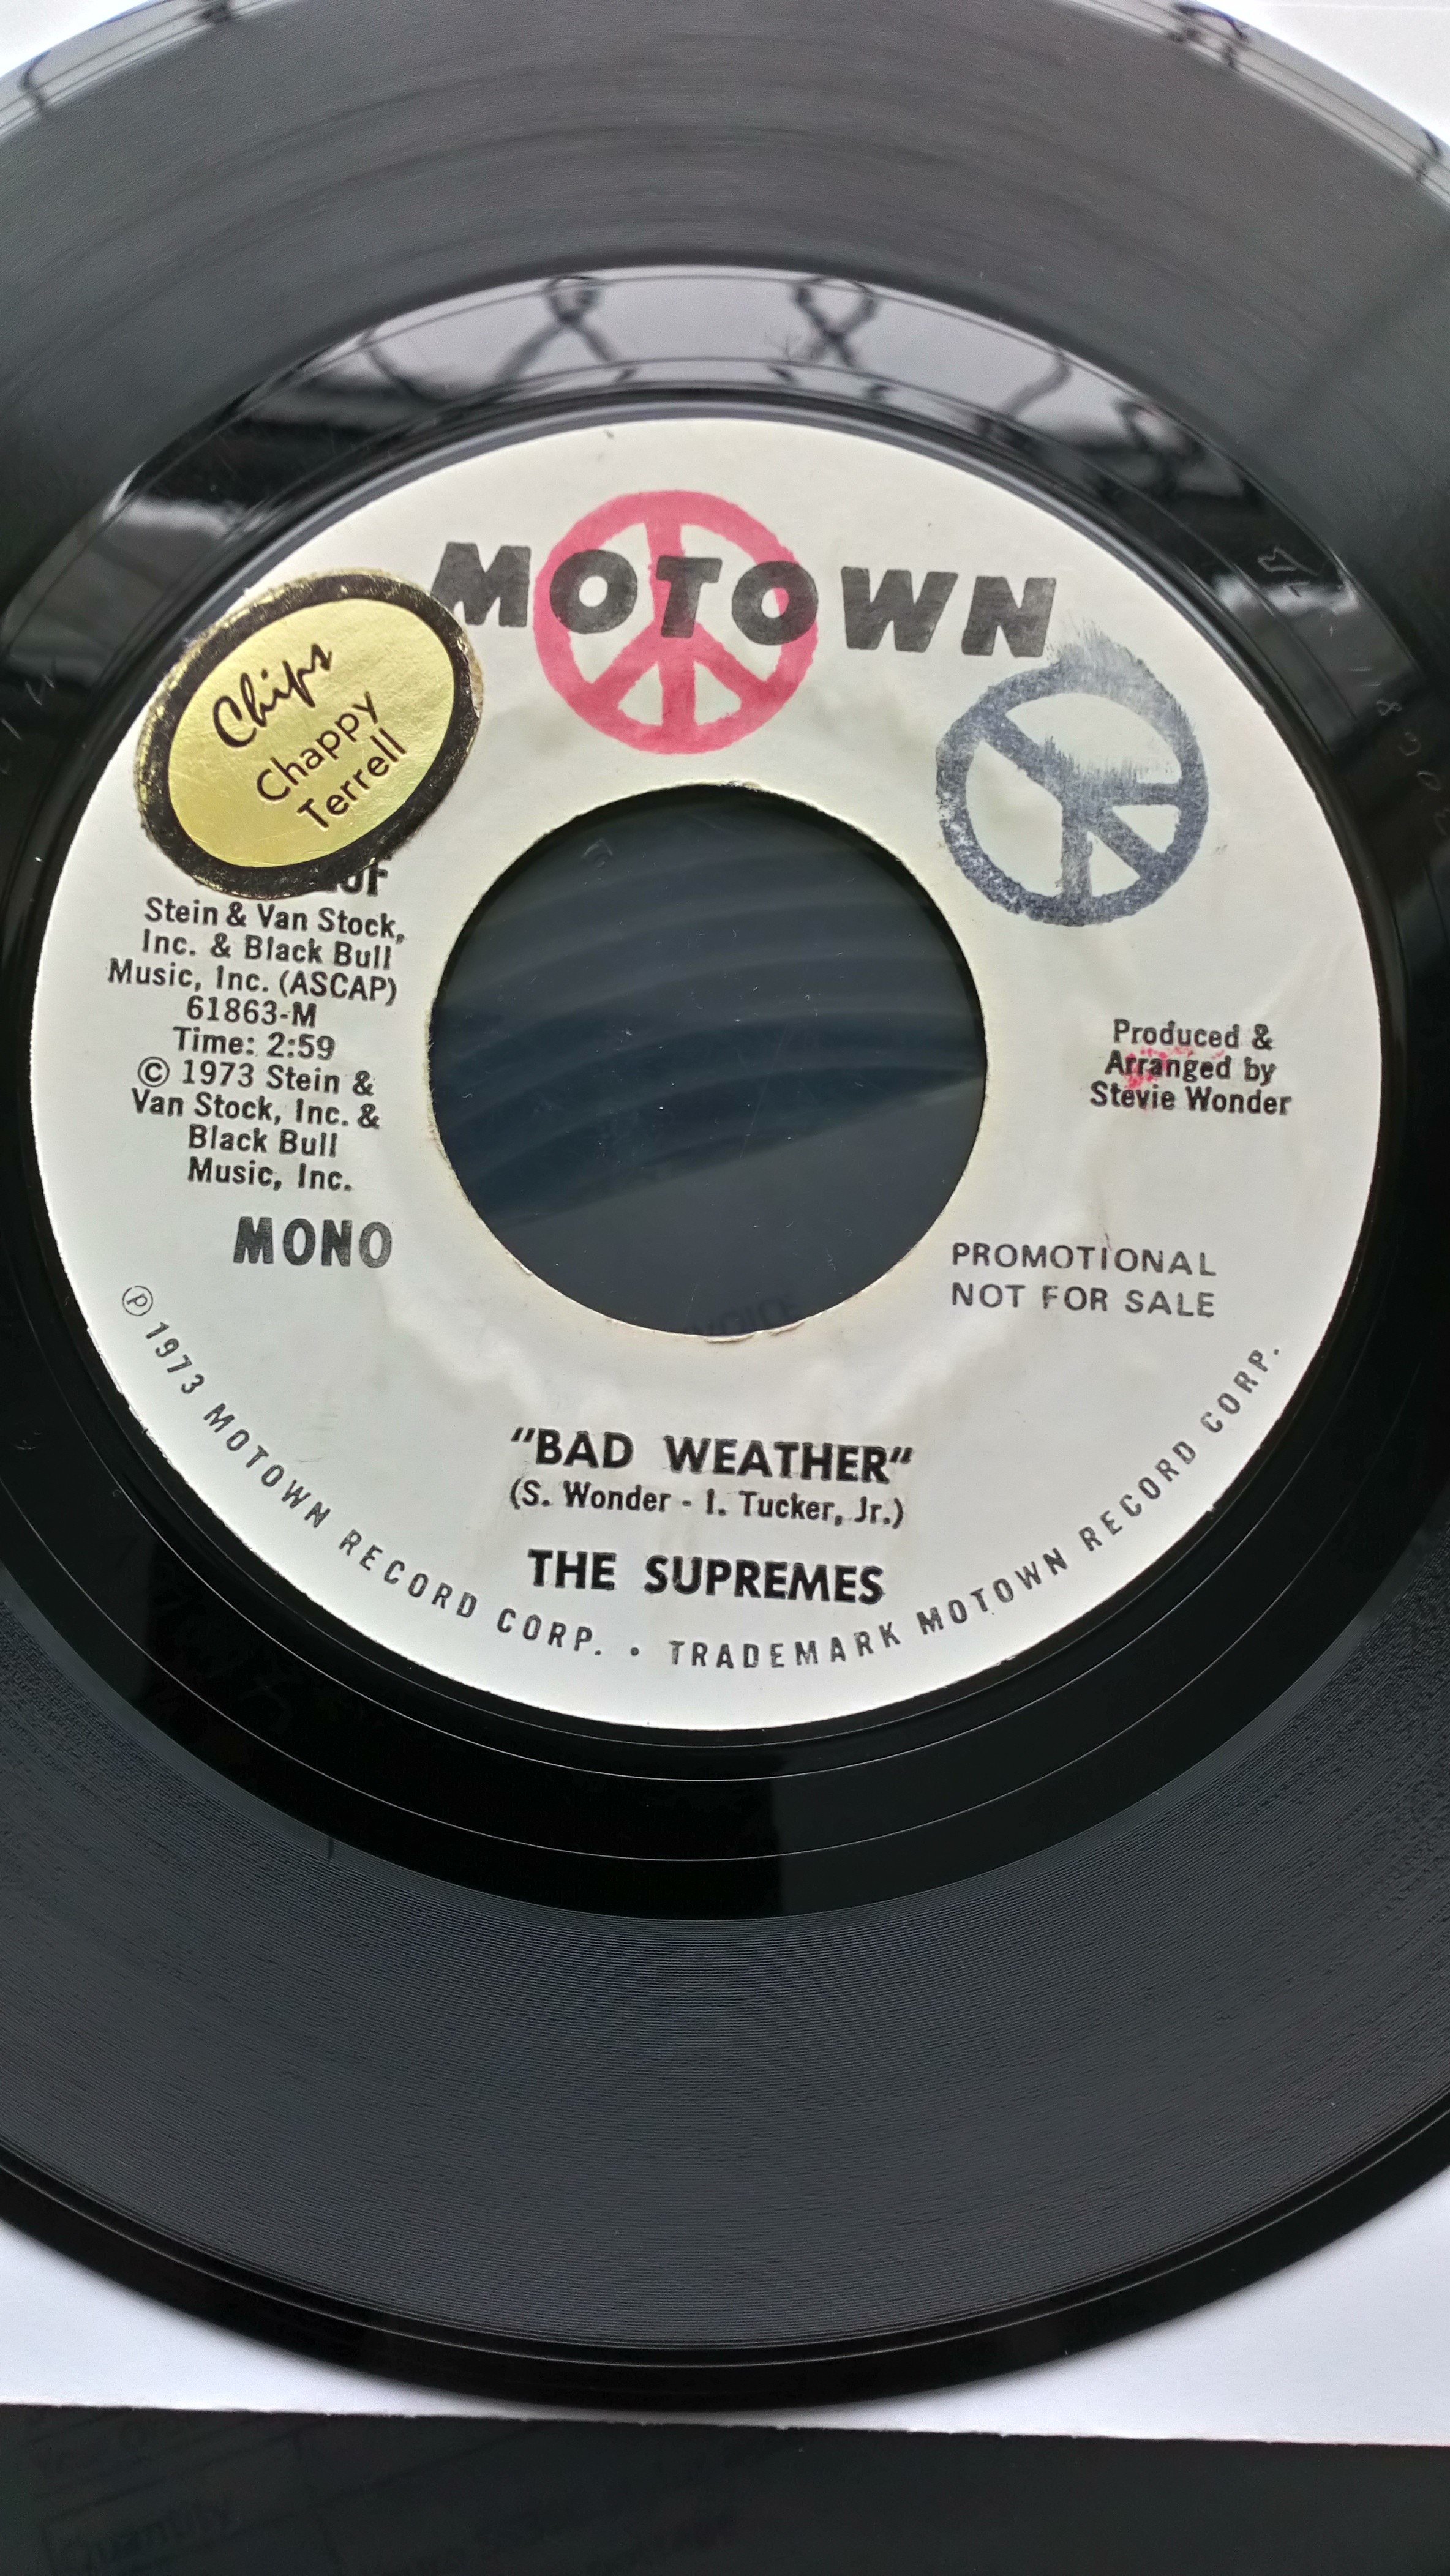 MOTOWN
Chips
Chappy
Terrell
Stein & Van Stock,
Inc. & Black Bull
Music, Inc. (ASCAP)
61863-M
Time: 2:59
© 1973 Stein &
Van Stock, Inc. &
Black Bull
Music, Inc.
MONO
Produced &
Arranged by
Stevie Wonder
PROMOTIONAL
NOT FOR SALE
"BAD WEATHER"
(S. Wonder - I. Tucker, Jr.)
THE SUPREMES
℗ 1973 MOTOWN RECORD CORP. • TRADEMARK MOTOWN RECORD CORP.
Quantity